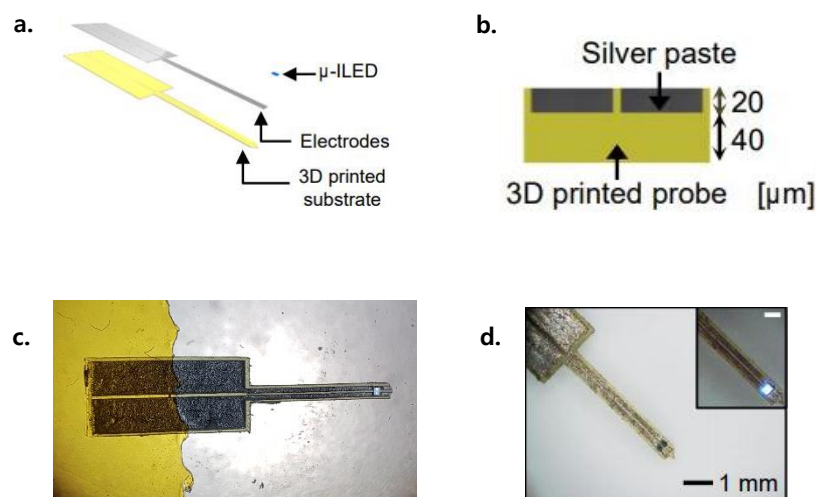 a.
μ-ILED
Electrodes
3D printed
substrate
b.
Silver paste
20
40
3D printed probe [μm]
c.
d.
1 mm